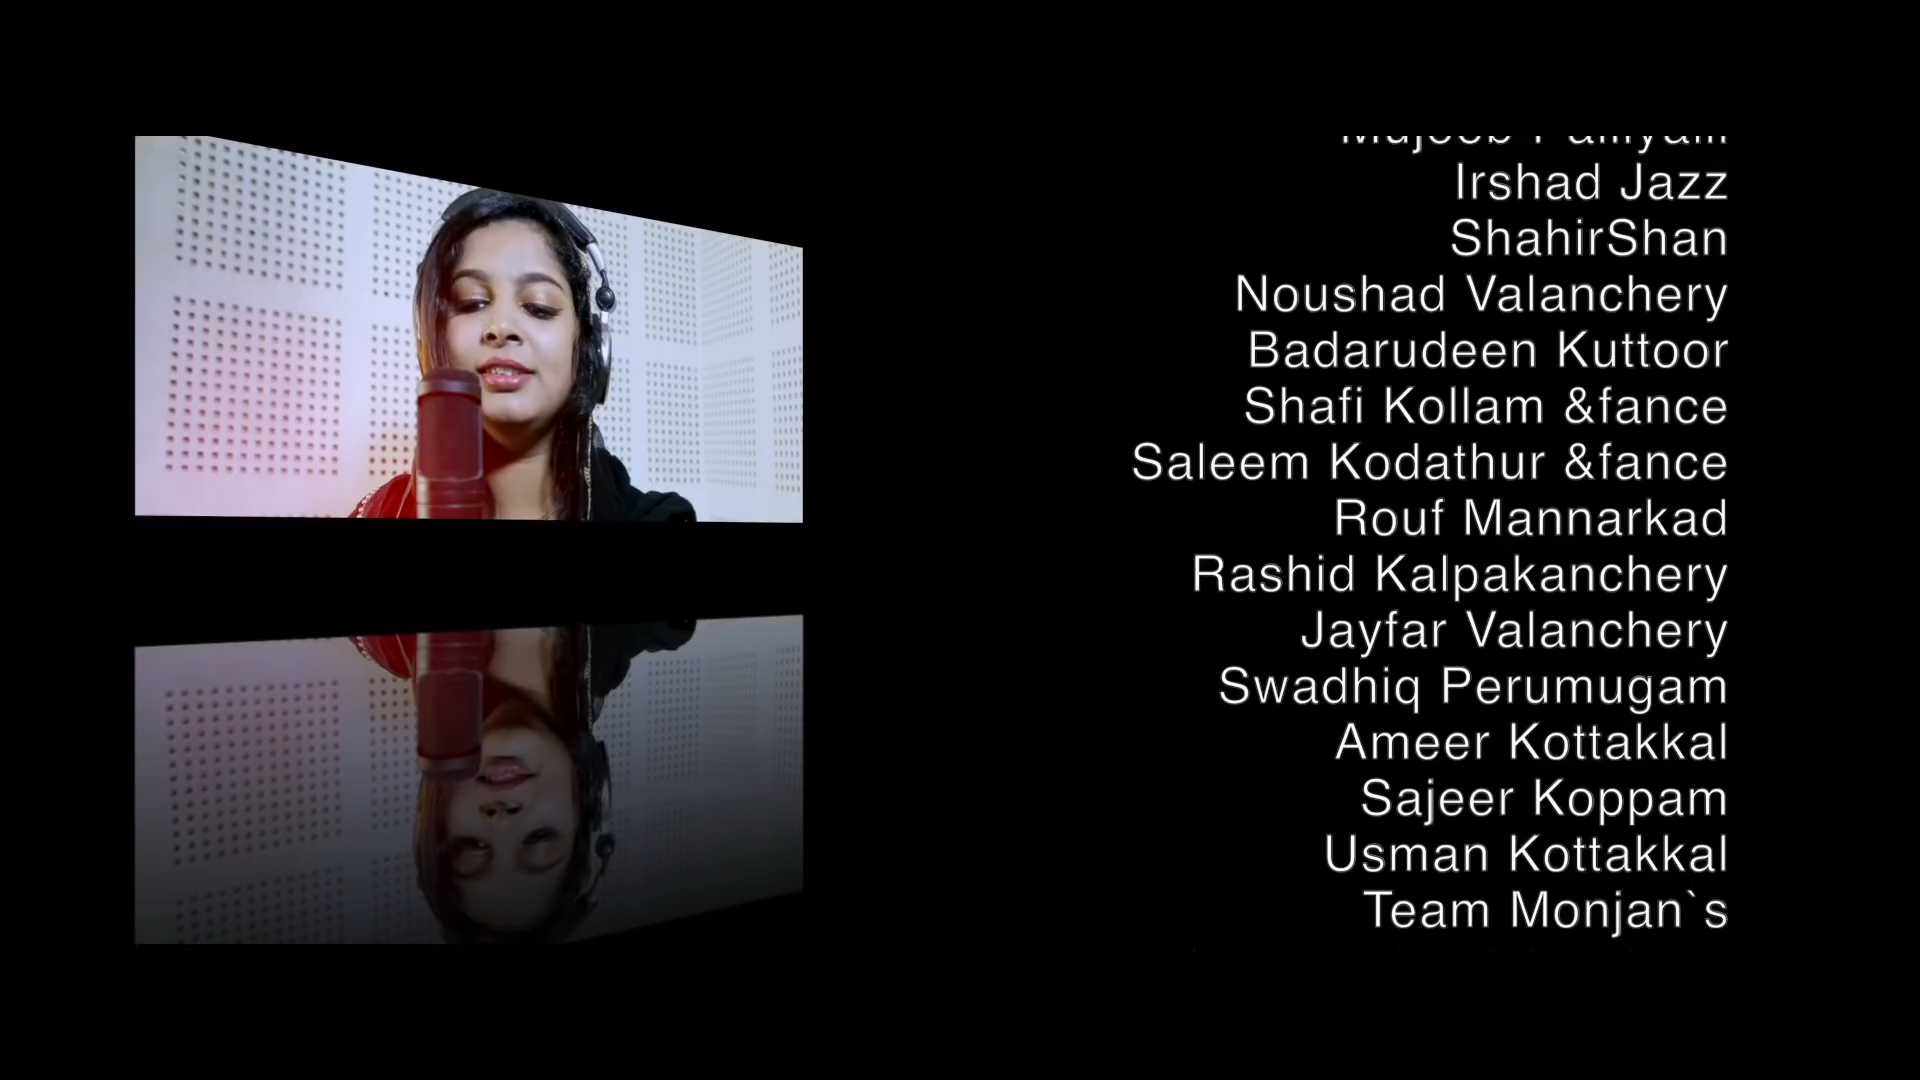 Irshad Jazz
ShahirShan
Noushad Valanchery
Badarudeen Kuttoor
Shafi Kollam &fance
Saleem Kodathur &fance
Rouf Mannarkad
Rashid Kalpakanchery
Jayfar Valanchery
Swadhiq Perumugam
Ameer Kottakkal
Sajeer Koppam
Usman Kottakkal
Team Monjan`s